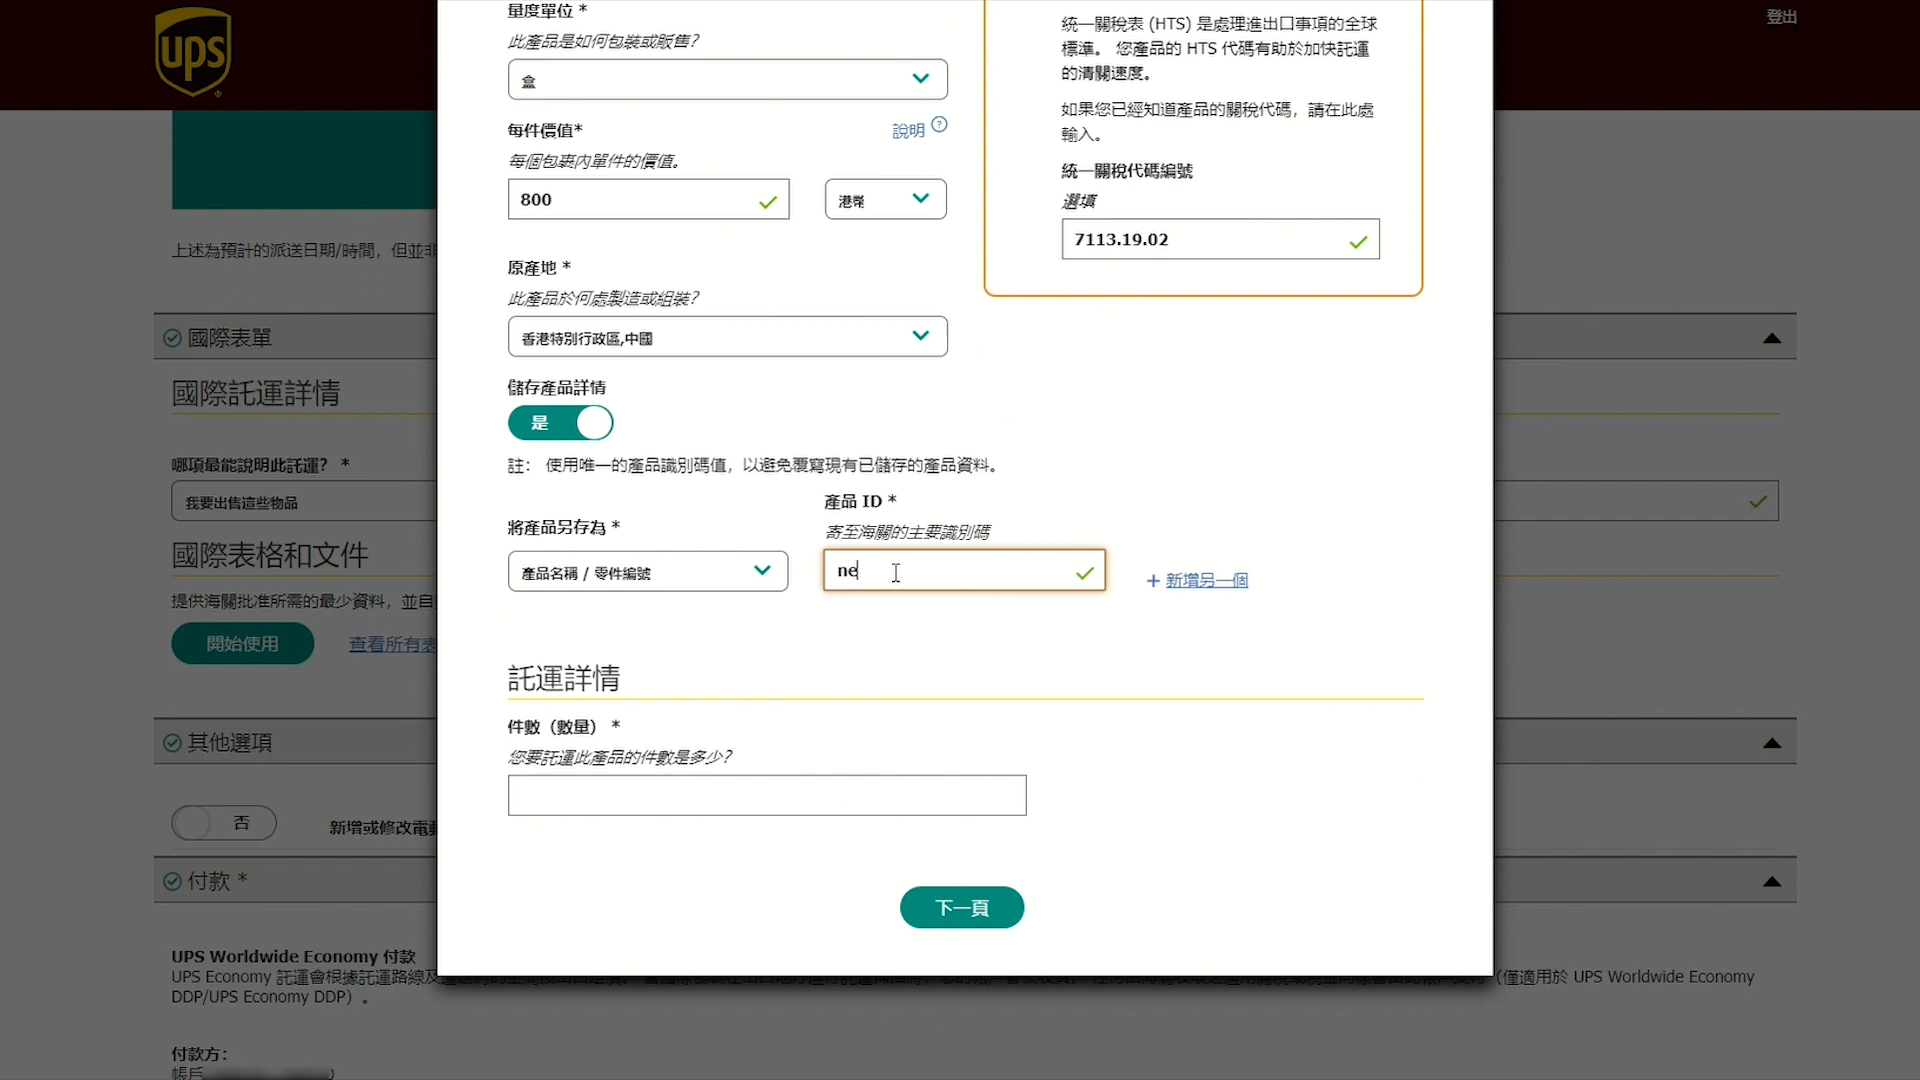 ups
登出
上述為預計的派送日期/時間，但並非
國際表單
國際託運詳情
哪項最能說明此託運？ *
我要出售這些物品
國際表格和文件
提供海關批准所需的最少資料，並自
開始使用
查看所有表
其他選項
否
新增或修改電郵
付款 *
UPS Worldwide Economy 付款
UPS Economy 託運會根據託運路線及
（僅適用於 UPS Worldwide Economy
DDP/UPS Economy DDP）。
付款方：
帳戶
量度單位 *
此產品是如何包裝或販售？
盒
每件價值*
說明
每個包裹內單件的價值。
800
港幣
原產地 *
此產品於何處製造或組裝？
香港特別行政區,中國
儲存產品詳情
是
註： 使用唯一的產品識別碼值，以避免覆寫現有已儲存的產品資料。
將產品另存為 *
產品名稱 / 零件編號
產品 ID *
寄至海關的主要識別碼
ne
+ 新增另一個
託運詳情
件數（數量） *
您要託運此產品的件數是多少？
下一頁
統一關稅表 (HTS) 是處理進出口事項的全球
標準。 您產品的 HTS 代碼有助於加快託運
的清關速度。
如果您已經知道產品的關稅代碼，請在此處
輸入。
統一關稅代碼編號
選填
7113.19.02